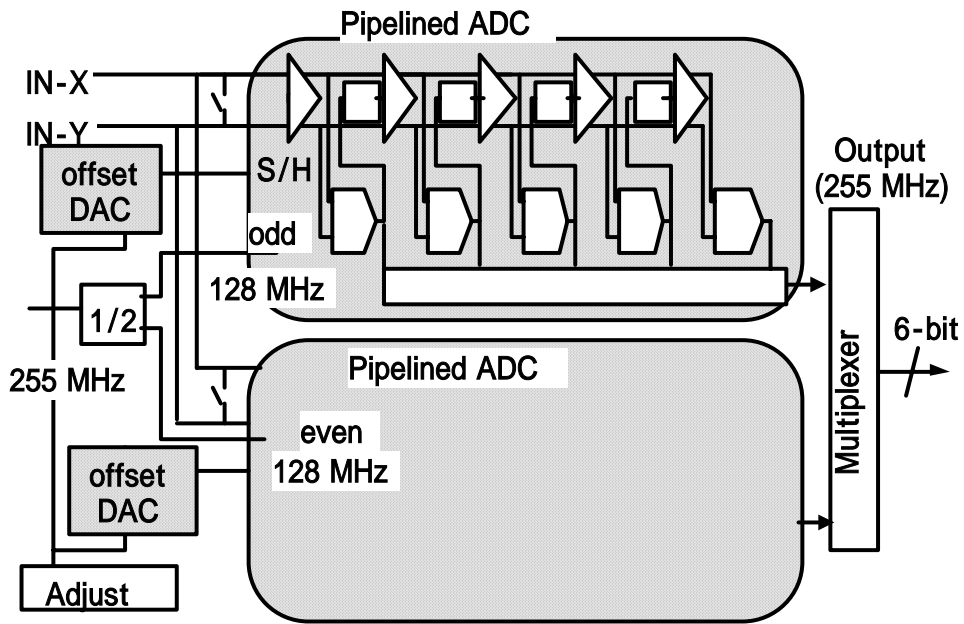 Pipelined ADC
IN-X
IN-Y
offset
DAC
S/H
odd
128 MHz
1/2
255 MHz
Output
(255 MHz)
Multiplexer
6-bit
Pipelined ADC
even
128 MHz
offset
DAC
Adjust